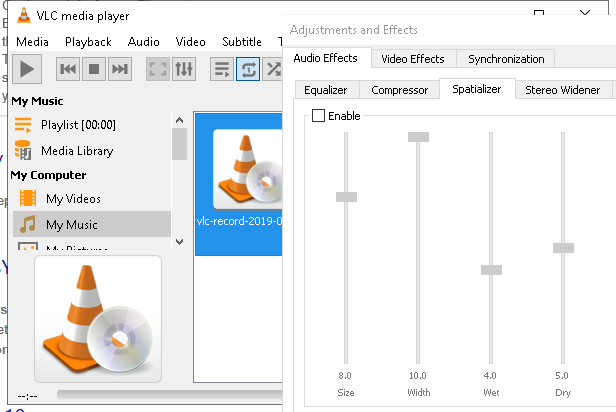 VLC media player
Media Playback Audio Video Subtitle
My Music
Playlist [00:00]
Media Library
My Computer
My Videos
My Music
My Pictures
vlc-record-2019-0
--:--
Adjustments and Effects
Audio Effects Video Effects Synchronization
Equalizer Compressor Spatializer Stereo Widener
Enable
8.0 10.0 4.0 5.0
Size Width Wet Dry